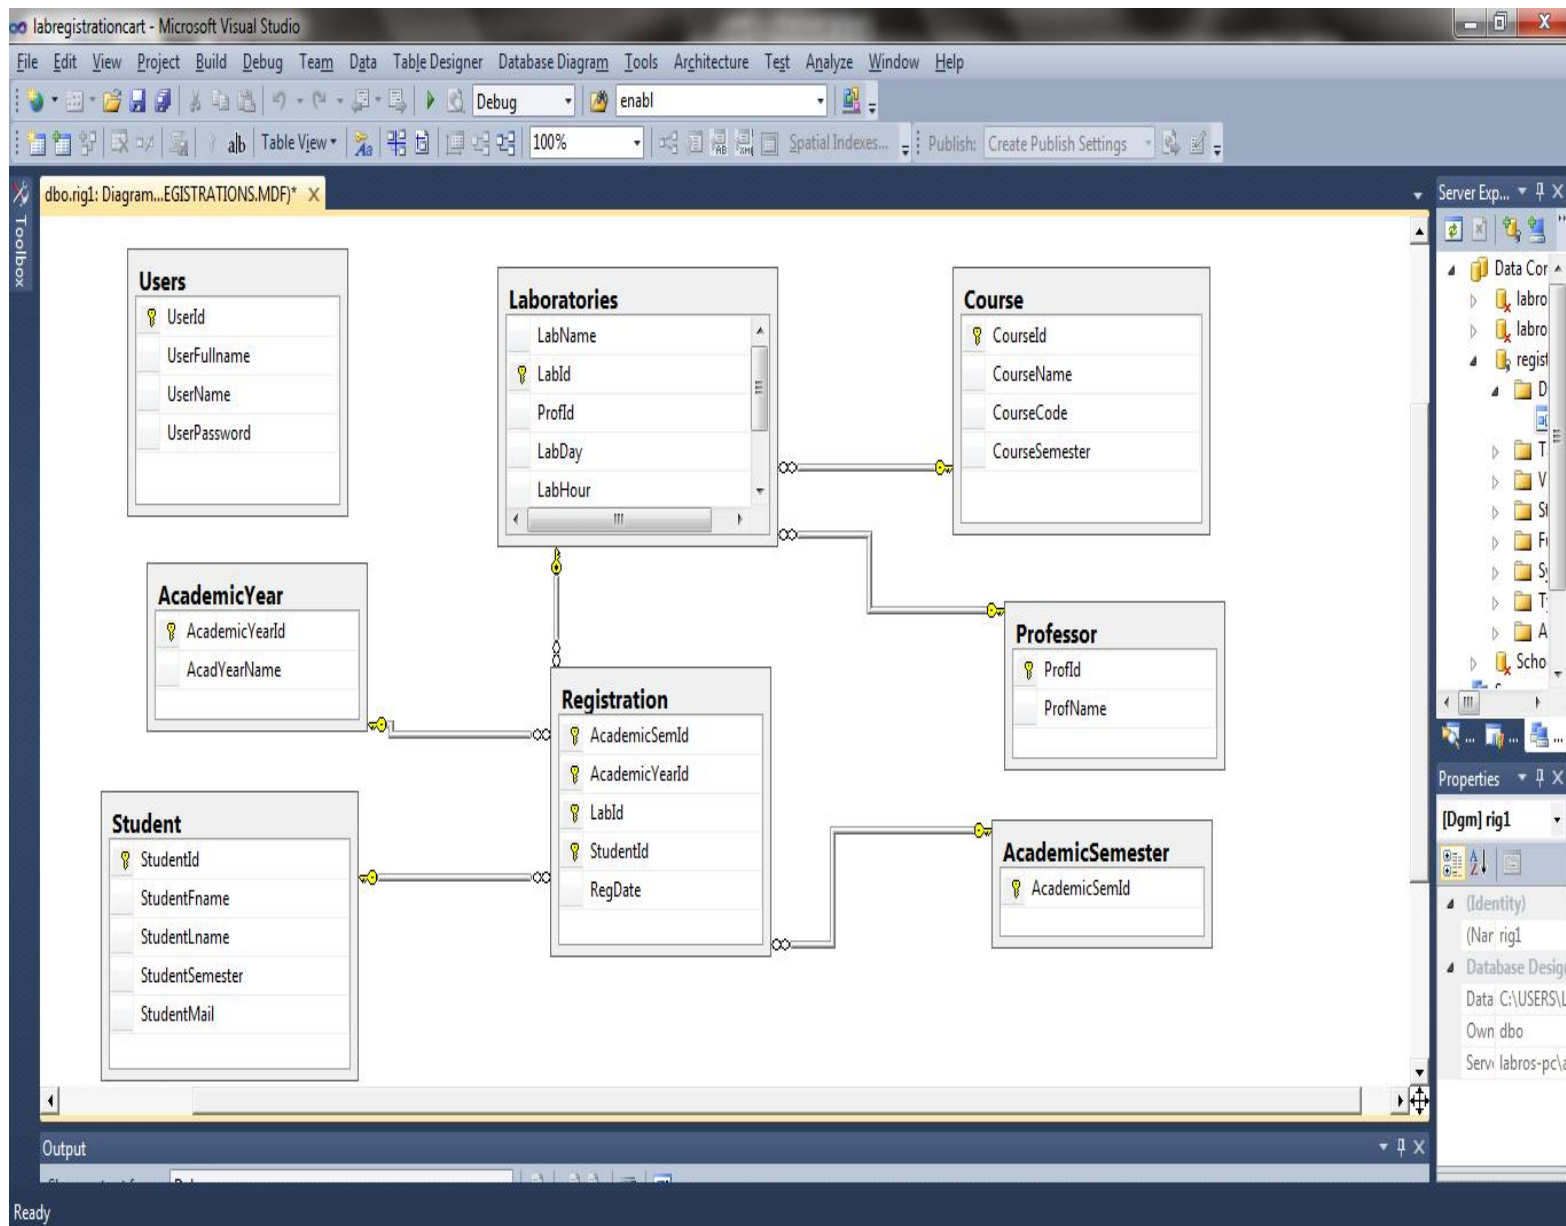 labregistrationcart - Microsoft Visual Studio
File Edit View Project Build Debug Team Data Table Designer Database Diagram Tools Architecture Test Analyze Window Help
Debug enabl
ab Table View 100% Spatial Indexes... Publish: Create Publish Settings
Toolbox
dbo.rig1: Diagram...EGISTRATIONS.MDF)* X
Users
UserId
UserFullname
UserName
UserPassword
Laboratories
LabName
LabId
ProfId
LabDay
LabHour
Course
CourseId
CourseName
CourseCode
CourseSemester
AcademicYear
AcademicYearId
AcadYearName
Registration
AcademicSemId
AcademicYearId
LabId
StudentId
RegDate
Professor
ProfId
ProfName
Student
StudentId
StudentFname
StudentLname
StudentSemester
StudentMail
AcademicSemester
AcademicSemId
Server Exp...
Data Cor
labro
labro
regist
D
T
V
St
Fu
Sy
Ty
A
Scho
Properties
[Dgm] rig1
(Identity)
(Nar rig1
Database Desig
Data C:\USERS\L
Own dbo
Serv labros-pc\a
Output
Ready